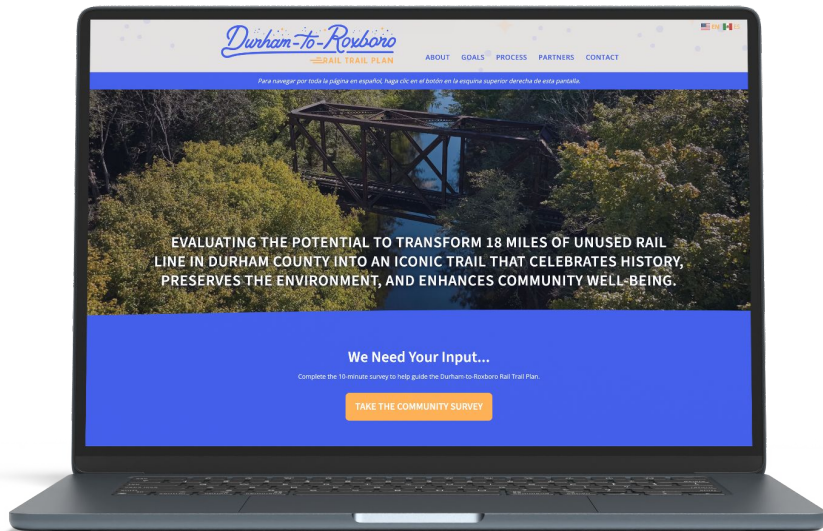 Durham-to-Roxboro
RAIL TRAIL PLAN
ABOUT GOALS PROCESS PARTNERS CONTACT
EN ES
Para navegar por toda la página en español, haga clic en el botón en la esquina superior derecha de esta pantalla.
EVALUATING THE POTENTIAL TO TRANSFORM 18 MILES OF UNUSED RAIL
LINE IN DURHAM COUNTY INTO AN ICONIC TRAIL THAT CELEBRATES HISTORY,
PRESERVES THE ENVIRONMENT, AND ENHANCES COMMUNITY WELL-BEING.
We Need Your Input...
Complete the 10-minute survey to help guide the Durham-to-Roxboro Rail Trail Plan.
TAKE THE COMMUNITY SURVEY